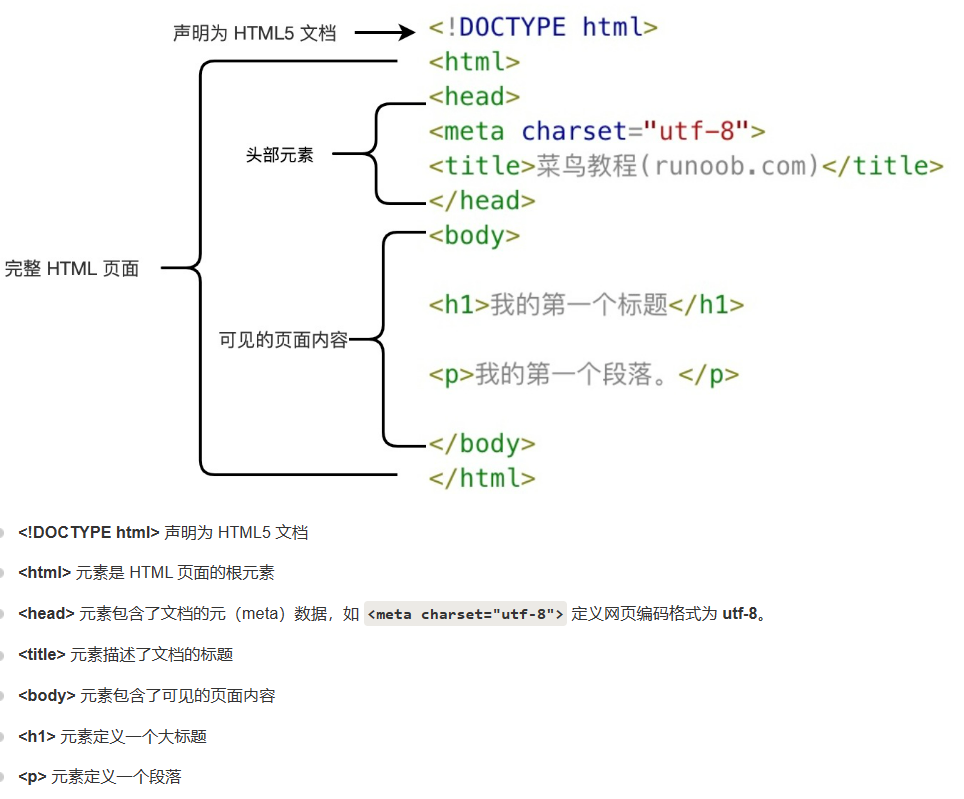 声明为 HTML5 文档
<!DOCTYPE html>
<html>
<head>
<meta charset="utf-8">
头部元素
<title>菜鸟教程(runoob.com)</title>
</head>
<body>
完整 HTML 页面
<h1>我的第一个标题</h1>
可见的页面内容
<p>我的第一个段落。</p>
</body>
</html>
<!DOCTYPE html> 声明为 HTML5 文档
<html> 元素是 HTML 页面的根元素
<head> 元素包含了文档的元（meta）数据，如 <meta charset="utf-8"> 定义网页编码格式为 utf-8。
<title> 元素描述了文档的标题
<body> 元素包含了可见的页面内容
<h1> 元素定义一个大标题
<p> 元素定义一个段落